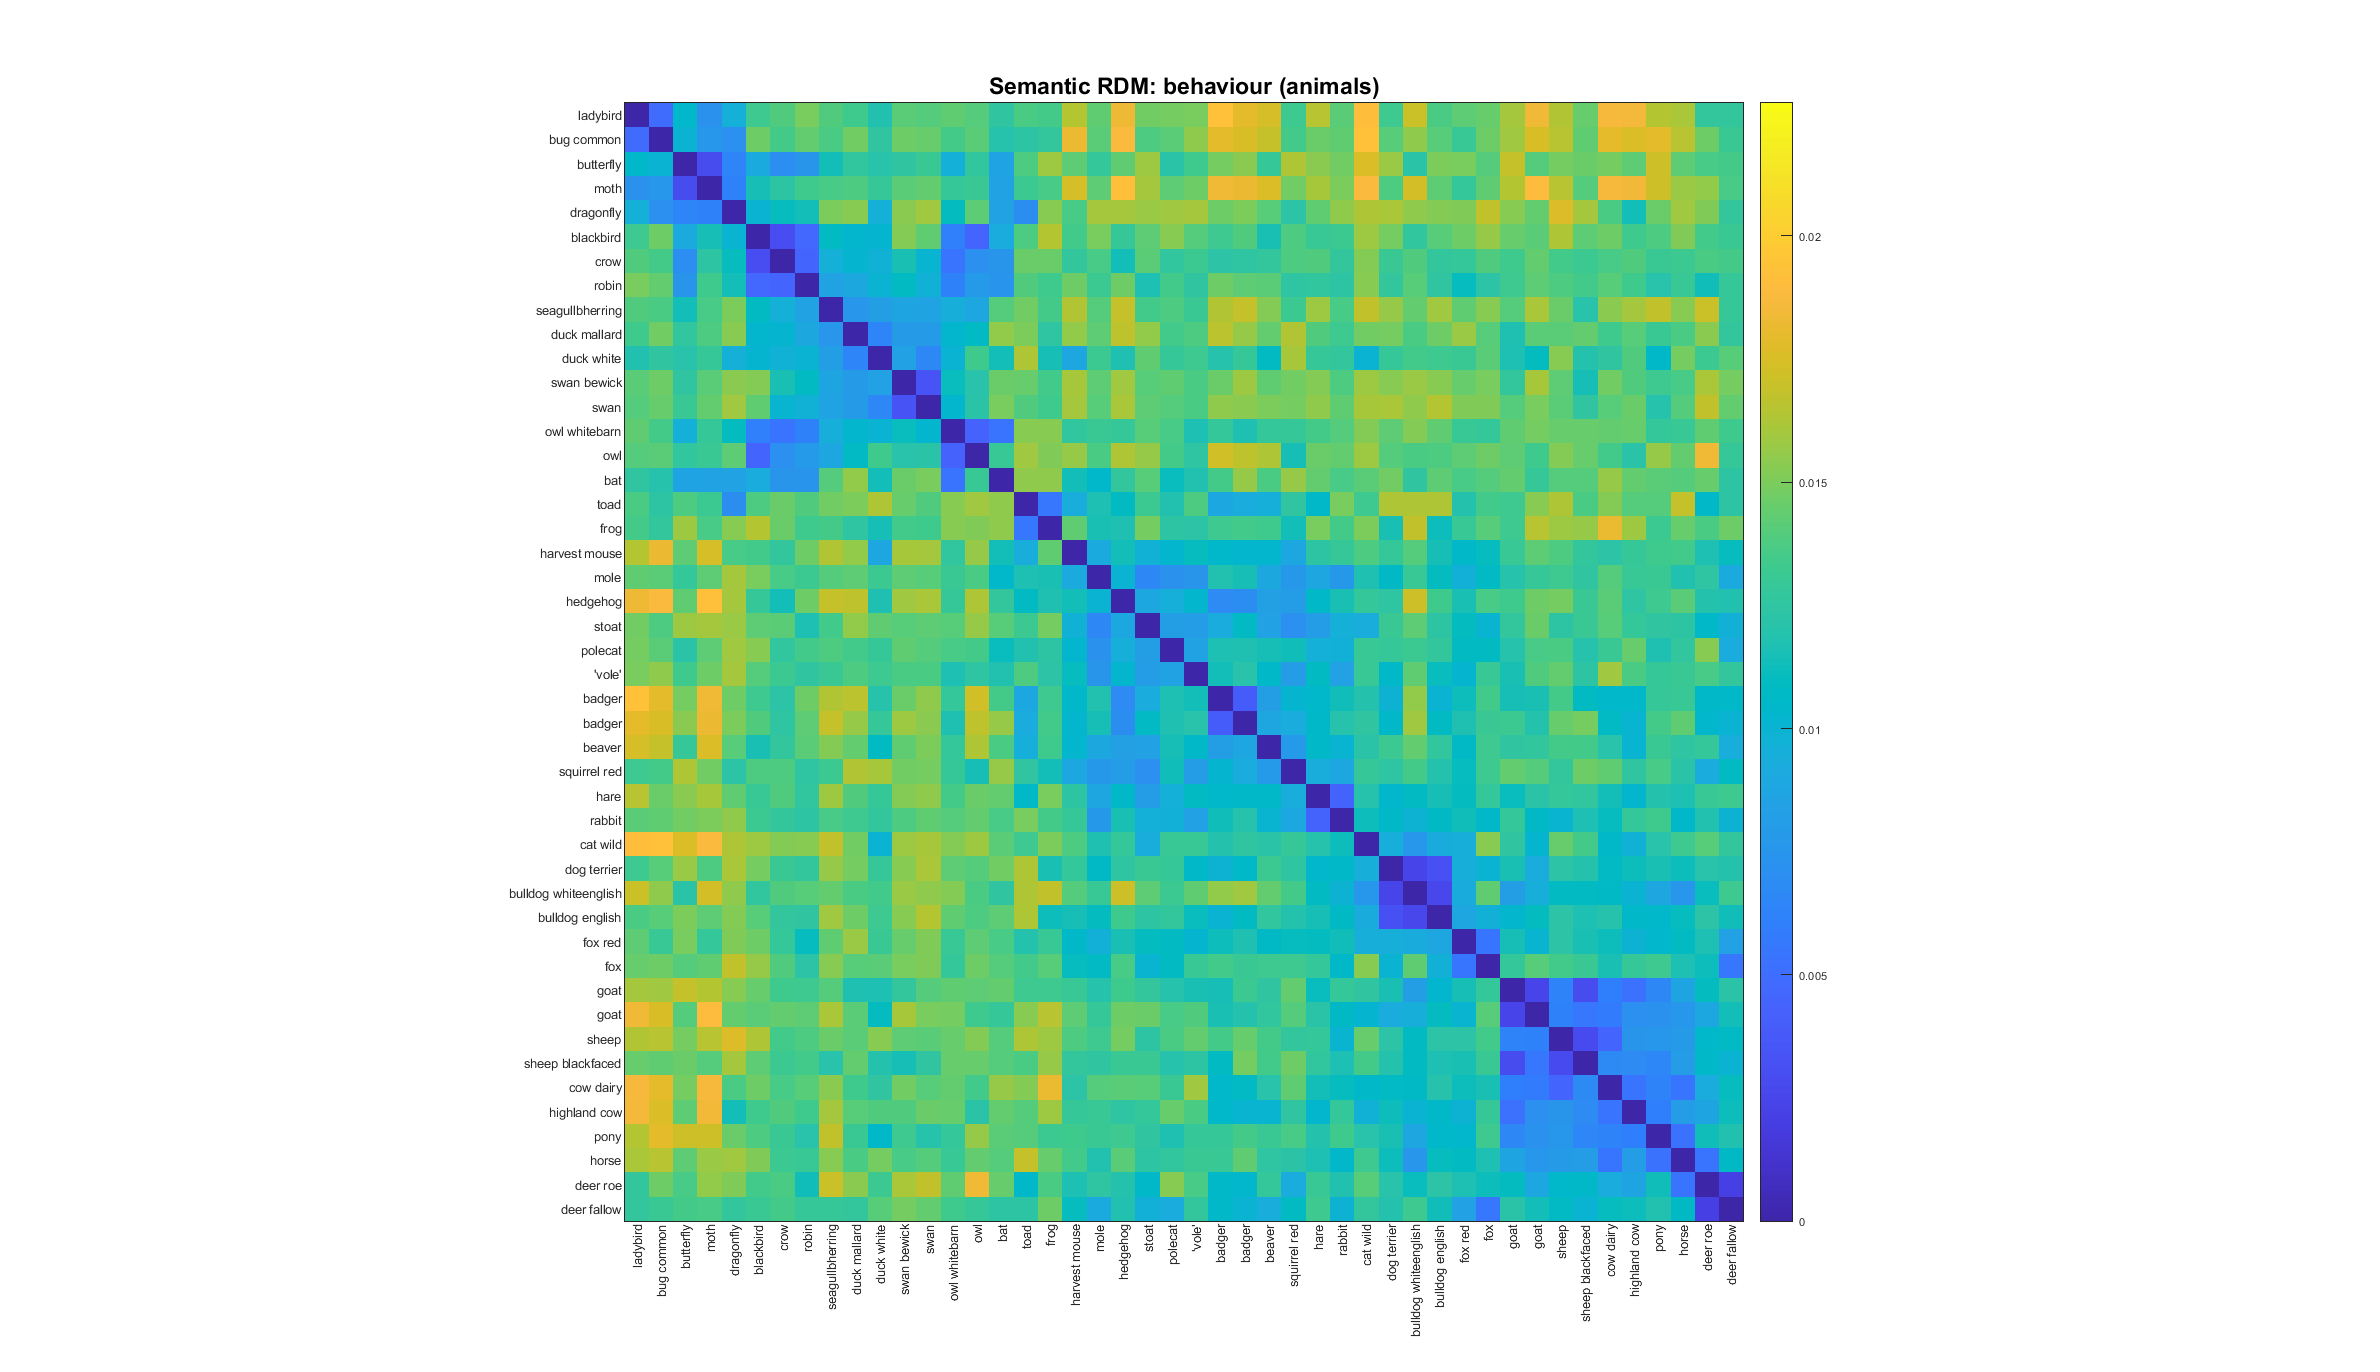 Semantic RDM: behaviour (animals)
ladybird
bug common
butterfly
moth
dragonfly
blackbird
crow
robin
seagullbherring
duck mallard
duck white
swan bewick
swan
owl whitebarn
owl
bat
toad
frog
harvest mouse
mole
hedgehog
stoat
polecat
'vole'
badger
badger
beaver
squirrel red
hare
rabbit
cat wild
dog terrier
bulldog whiteenglish
bulldog english
fox red
fox
goat
goat
sheep
sheep blackfaced
cow dairy
highland cow
pony
horse
deer roe
deer fallow
ladybird
bug common
butterfly
moth
dragonfly
blackbird
crow
robin
seagullbherring
duck mallard
duck white
swan bewick
swan
owl whitebarn
owl
bat
toad
frog
harvest mouse
mole
hedgehog
stoat
polecat
'vole'
badger
badger
beaver
squirrel red
hare
rabbit
cat wild
dog terrier
bulldog whiteenglish
bulldog english
fox red
fox
goat
goat
sheep
sheep blackfaced
cow dairy
highland cow
pony
horse
deer roe
deer fallow
0.02
0.015
0.01
0.005
0